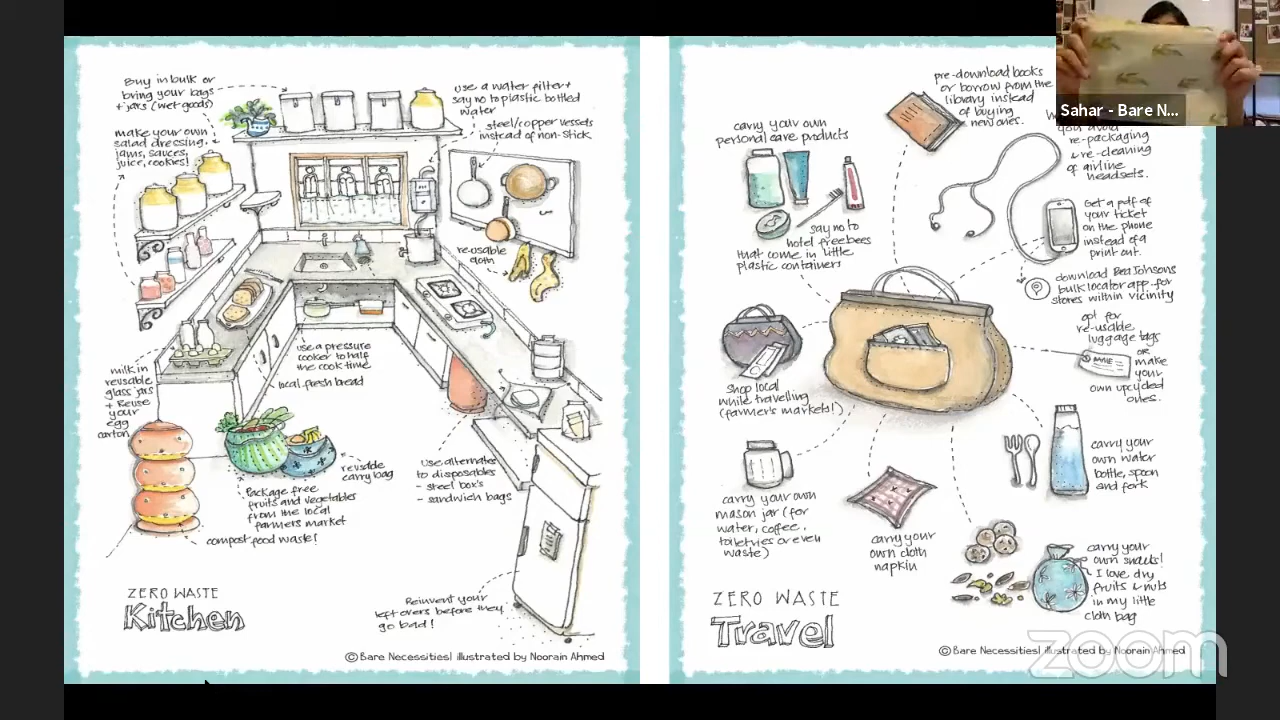 Buy in bulk or
bring your bags
+ jars (wet goods)
make your own
salad dressing,
jams, sauces,
juice, cookies!
use a water filter +
say no to plastic bottled
water
steel/copper vessels
instead of non-stick
re-usable
cloth
use a pressure
cooker to half
the cook time
local fresh bread
milk in
reusable
glass jars
+ Reuse
your
egg
carton
reusable
carry bag
Package free
fruits and vegetables
from the local
farmers market
compost food waste!
Use alternates
to disposables
- steel box's
- sandwich bags
Reinvent your
left overs before they
go bad!
ZERO WASTE
Kitchen
© Bare Necessities| illustrated by Noorain Ahmed
pre-download books
or borrow from the
library instead
of buying
new ones.
carry your own
personal care products
say no to
hotel freebees
that come in little
plastic containers
you avoid
re-packaging
& re-cleaning
of airline
headsets.
Get a pdf of
your ticket
on the phone
instead of a
print out.
download Bea Johnsons
bulk locator app for
stores within vicinity
opt for
re-usable
luggage tags
or
make
your
own upcycled
ones.
NAME
shop local
while travelling
(farmer's markets!)
carry your
own water
bottle, spoon
and fork
carry your own
mason jar (for
water, coffee,
toiletries or even
waste)
carry your
own cloth
napkin
carry your
own snacks!
I love dry
fruits & nuts
in my little
cloth bag
ZERO WASTE
Travel
© Bare Necessities| illustrated by Noorain Ahmed
Sahar - Bare N...
zoom